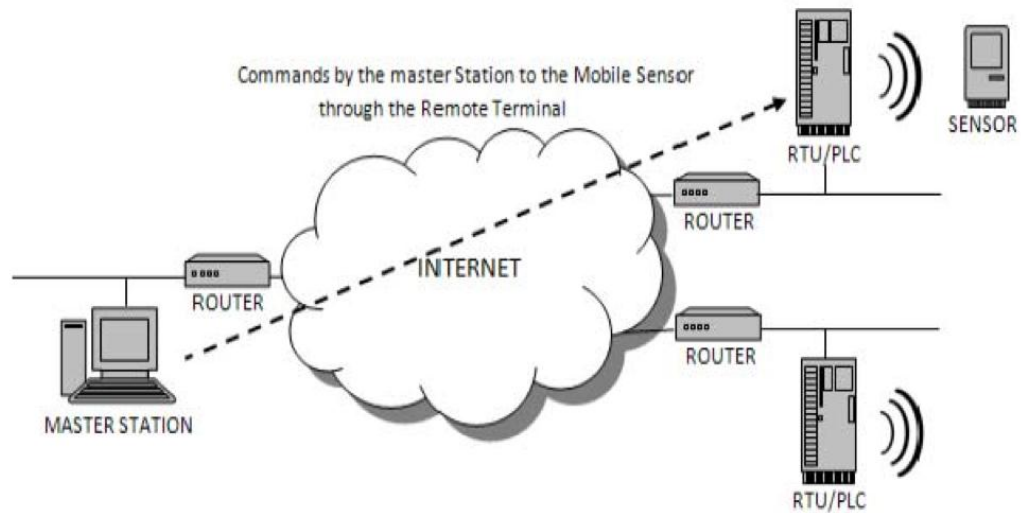 Commands by the master Station to the Mobile Sensor
through the Remote Terminal
SENSOR
RTU/PLC
ROUTER
INTERNET
ROUTER
ROUTER
MASTER STATION
RTU/PLC